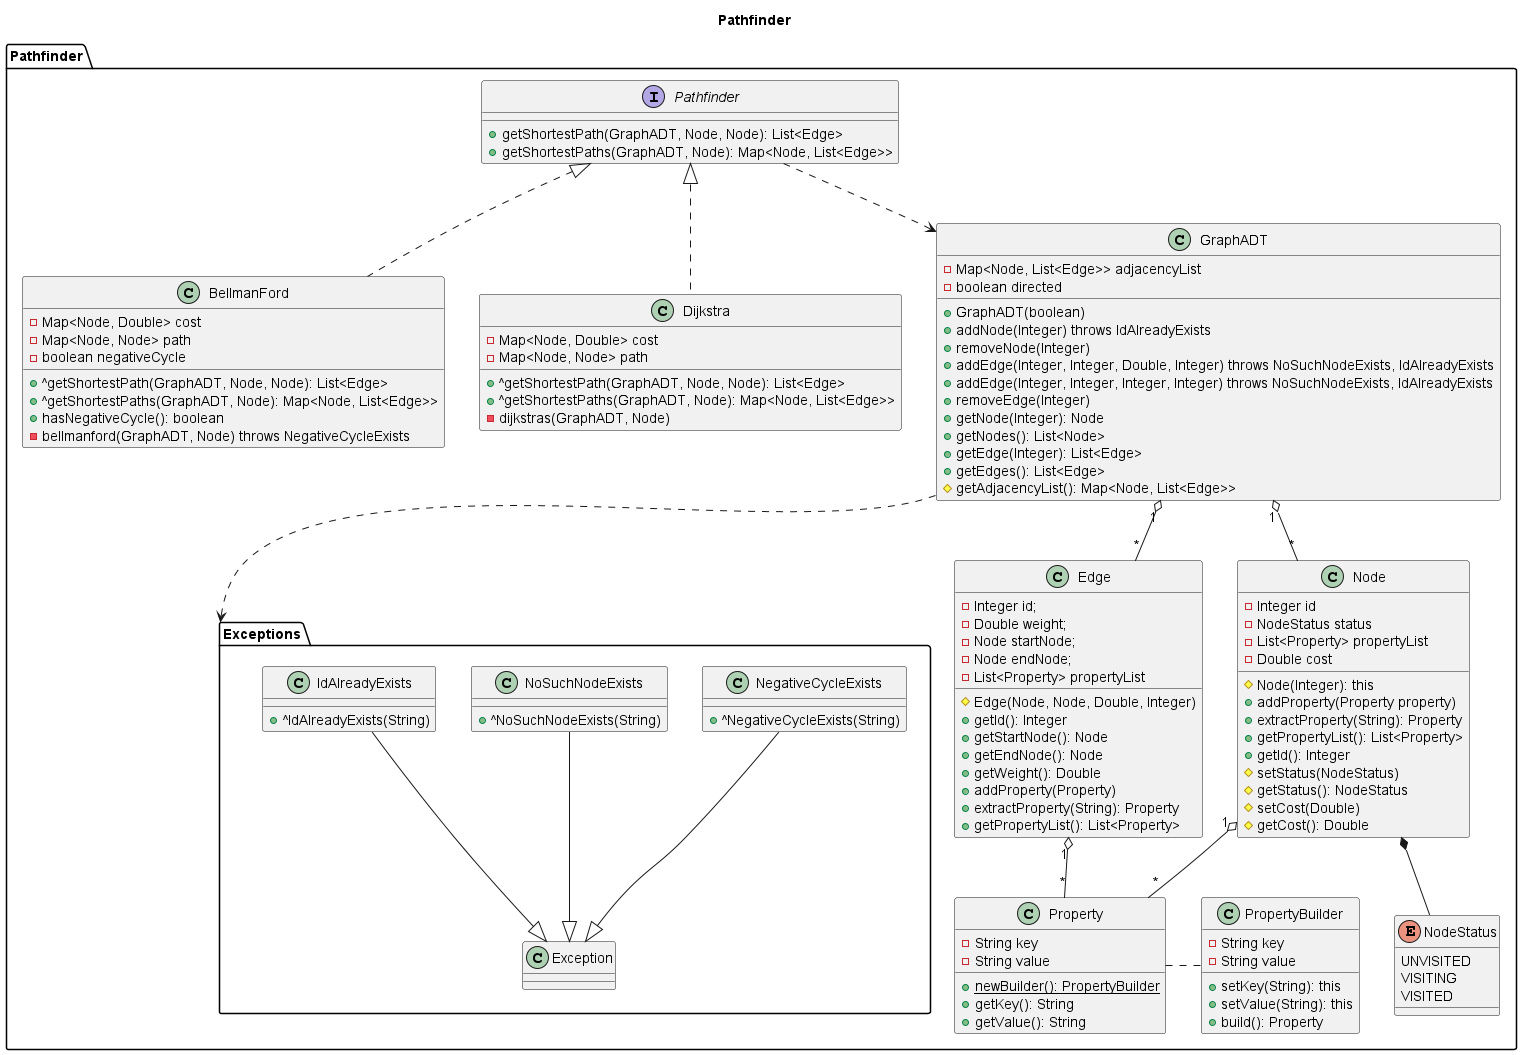 Pathfinder
Pathfinder
I Pathfinder
getShortestPath(GraphADT, Node, Node): List<Edge>
getShortestPaths(GraphADT, Node): Map<Node, List<Edge>>
C BellmanFord
Map<Node, Double> cost
Map<Node, Node> path
boolean negativeCycle
^getShortestPath(GraphADT, Node, Node): List<Edge>
^getShortestPaths(GraphADT, Node): Map<Node, List<Edge>>
hasNegativeCycle(): boolean
bellmanford(GraphADT, Node) throws NegativeCycleExists
C Dijkstra
Map<Node, Double> cost
Map<Node, Node> path
^getShortestPath(GraphADT, Node, Node): List<Edge>
^getShortestPaths(GraphADT, Node): Map<Node, List<Edge>>
dijkstras(GraphADT, Node)
C GraphADT
Map<Node, List<Edge>> adjacencyList
boolean directed
GraphADT(boolean)
addNode(Integer) throws IdAlreadyExists
removeNode(Integer)
addEdge(Integer, Integer, Double, Integer) throws NoSuchNodeExists, IdAlreadyExists
addEdge(Integer, Integer, Integer, Integer) throws NoSuchNodeExists, IdAlreadyExists
removeEdge(Integer)
getNode(Integer): Node
getNodes(): List<Node>
getEdge(Integer): List<Edge>
getEdges(): List<Edge>
getAdjacencyList(): Map<Node, List<Edge>>
1
*
1
*
C Edge
Integer id;
Double weight;
Node startNode;
Node endNode;
List<Property> propertyList
Edge(Node, Node, Double, Integer)
getId(): Integer
getStartNode(): Node
getEndNode(): Node
getWeight(): Double
addProperty(Property)
extractProperty(String): Property
getPropertyList(): List<Property>
C Node
Integer id
NodeStatus status
List<Property> propertyList
Double cost
Node(Integer): this
addProperty(Property property)
extractProperty(String): Property
getPropertyList(): List<Property>
getId(): Integer
setStatus(NodeStatus)
getStatus(): NodeStatus
setCost(Double)
getCost(): Double
Exceptions
C IdAlreadyExists
^IdAlreadyExists(String)
C NoSuchNodeExists
^NoSuchNodeExists(String)
C NegativeCycleExists
^NegativeCycleExists(String)
C Exception
1
*
1
*
C Property
String key
String value
newBuilder(): PropertyBuilder
getKey(): String
getValue(): String
C PropertyBuilder
String key
String value
setKey(String): this
setValue(String): this
build(): Property
E NodeStatus
UNVISITED
VISITING
VISITED